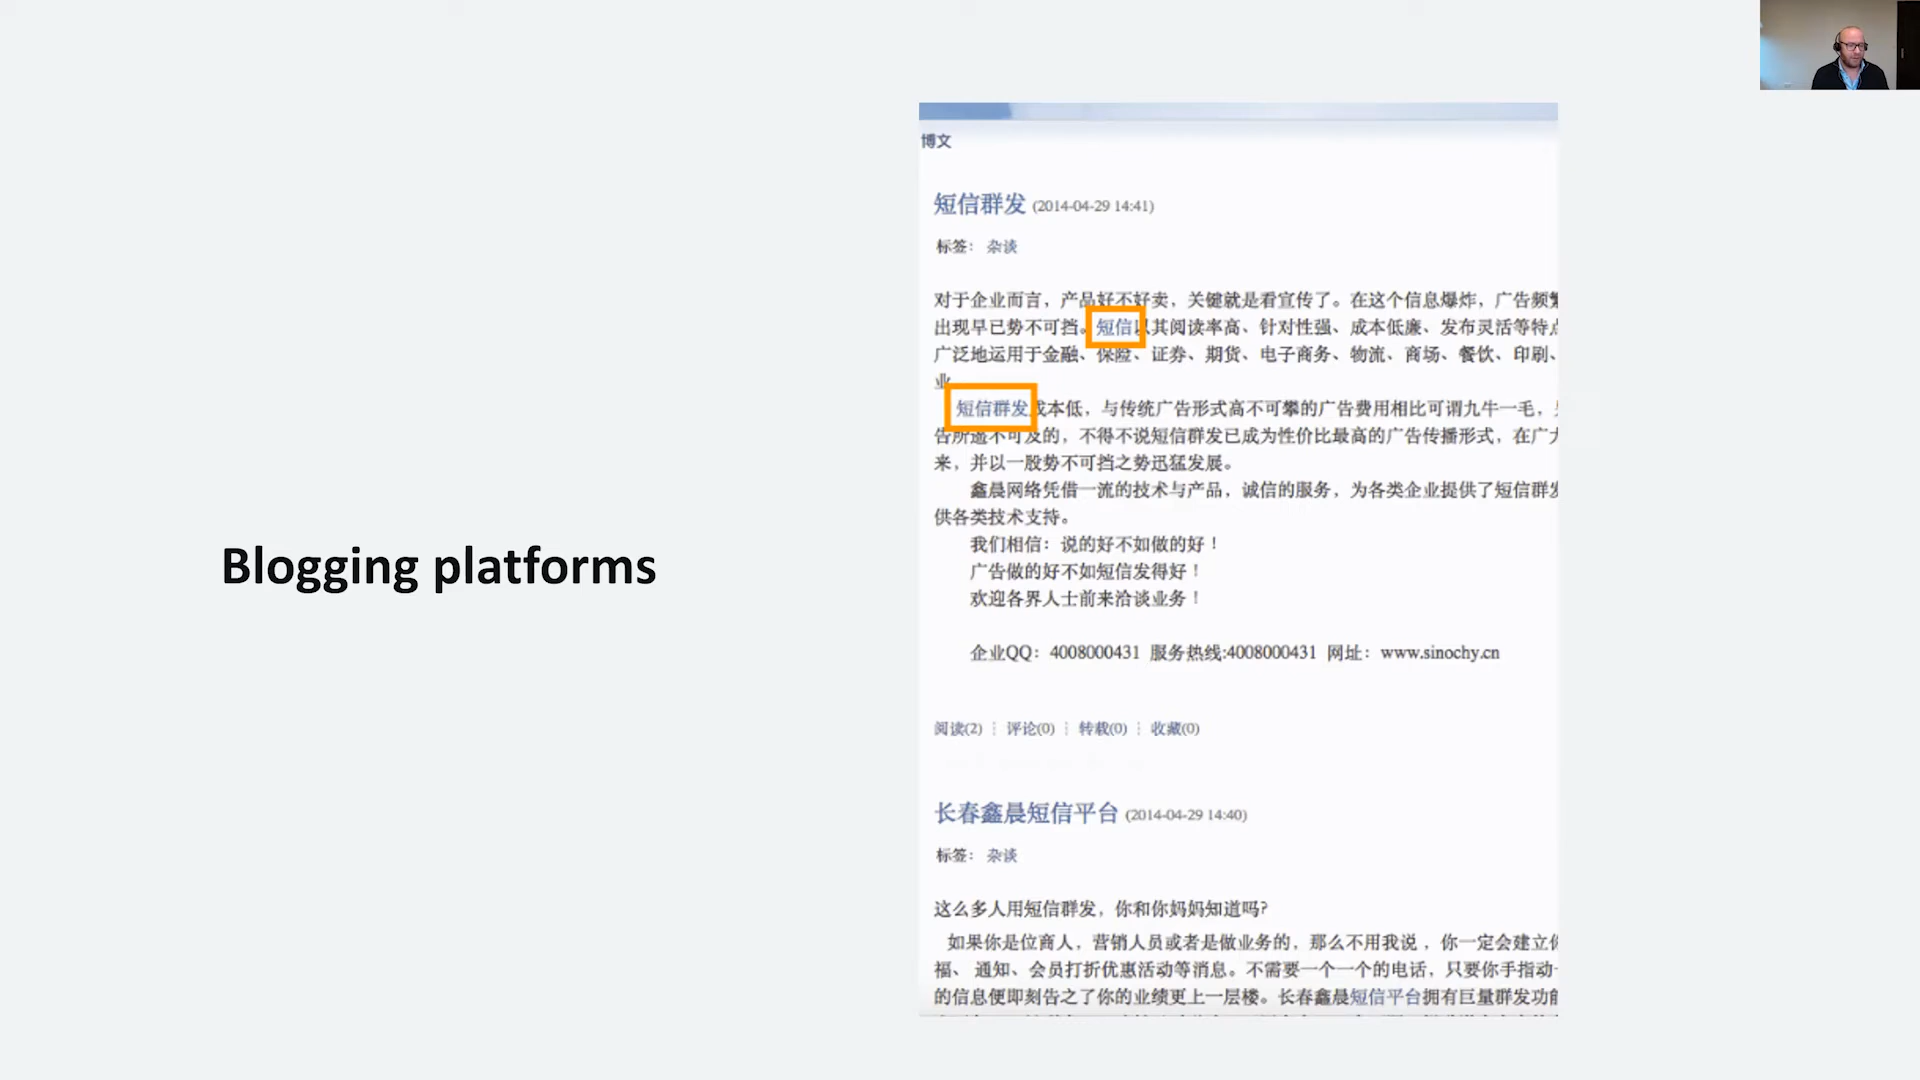 Blogging platforms
博文
短信群发 (2014-04-29 14:41)
标签： 杂谈
对于企业而言，产品好不好卖，关键就是看宣传了。在这个信息爆炸，广告频繁
出现早已势不可挡。短信以其阅读率高、针对性强、成本低廉、发布灵活等特点
广泛地运用于金融、保险、证券、期货、电子商务、物流、商场、餐饮、印刷、
业
短信群发成本低，与传统广告形式高不可攀的广告费用相比可谓九牛一毛，
告所遥不可及的，不得不说短信群发已成为性价比最高的广告传播形式，在广大
来，并以一股势不可挡之势迅猛发展。
鑫晨网络凭借一流的技术与产品，诚信的服务，为各类企业提供了短信群发
供各类技术支持。
我们相信：说的好不如做的好！
广告做的好不如短信发得好！
欢迎各界人士前来洽谈业务！
企业QQ：4008000431 服务热线:4008000431 网址：www.sinochy.cn
阅读(2) ┆ 评论(0) ┆ 转载(0) ┆ 收藏(0)
长春鑫晨短信平台 (2014-04-29 14:40)
标签： 杂谈
这么多人用短信群发，你和你妈妈知道吗?
如果你是位商人，营销人员或者是做业务的，那么不用我说 ，你一定会建立
福、 通知、会员打折优惠活动等消息。不需要一个一个的电话，只要你手指动
的信息便即刻告之了你的业绩更上一层楼。长春鑫晨短信平台拥有巨量群发功能